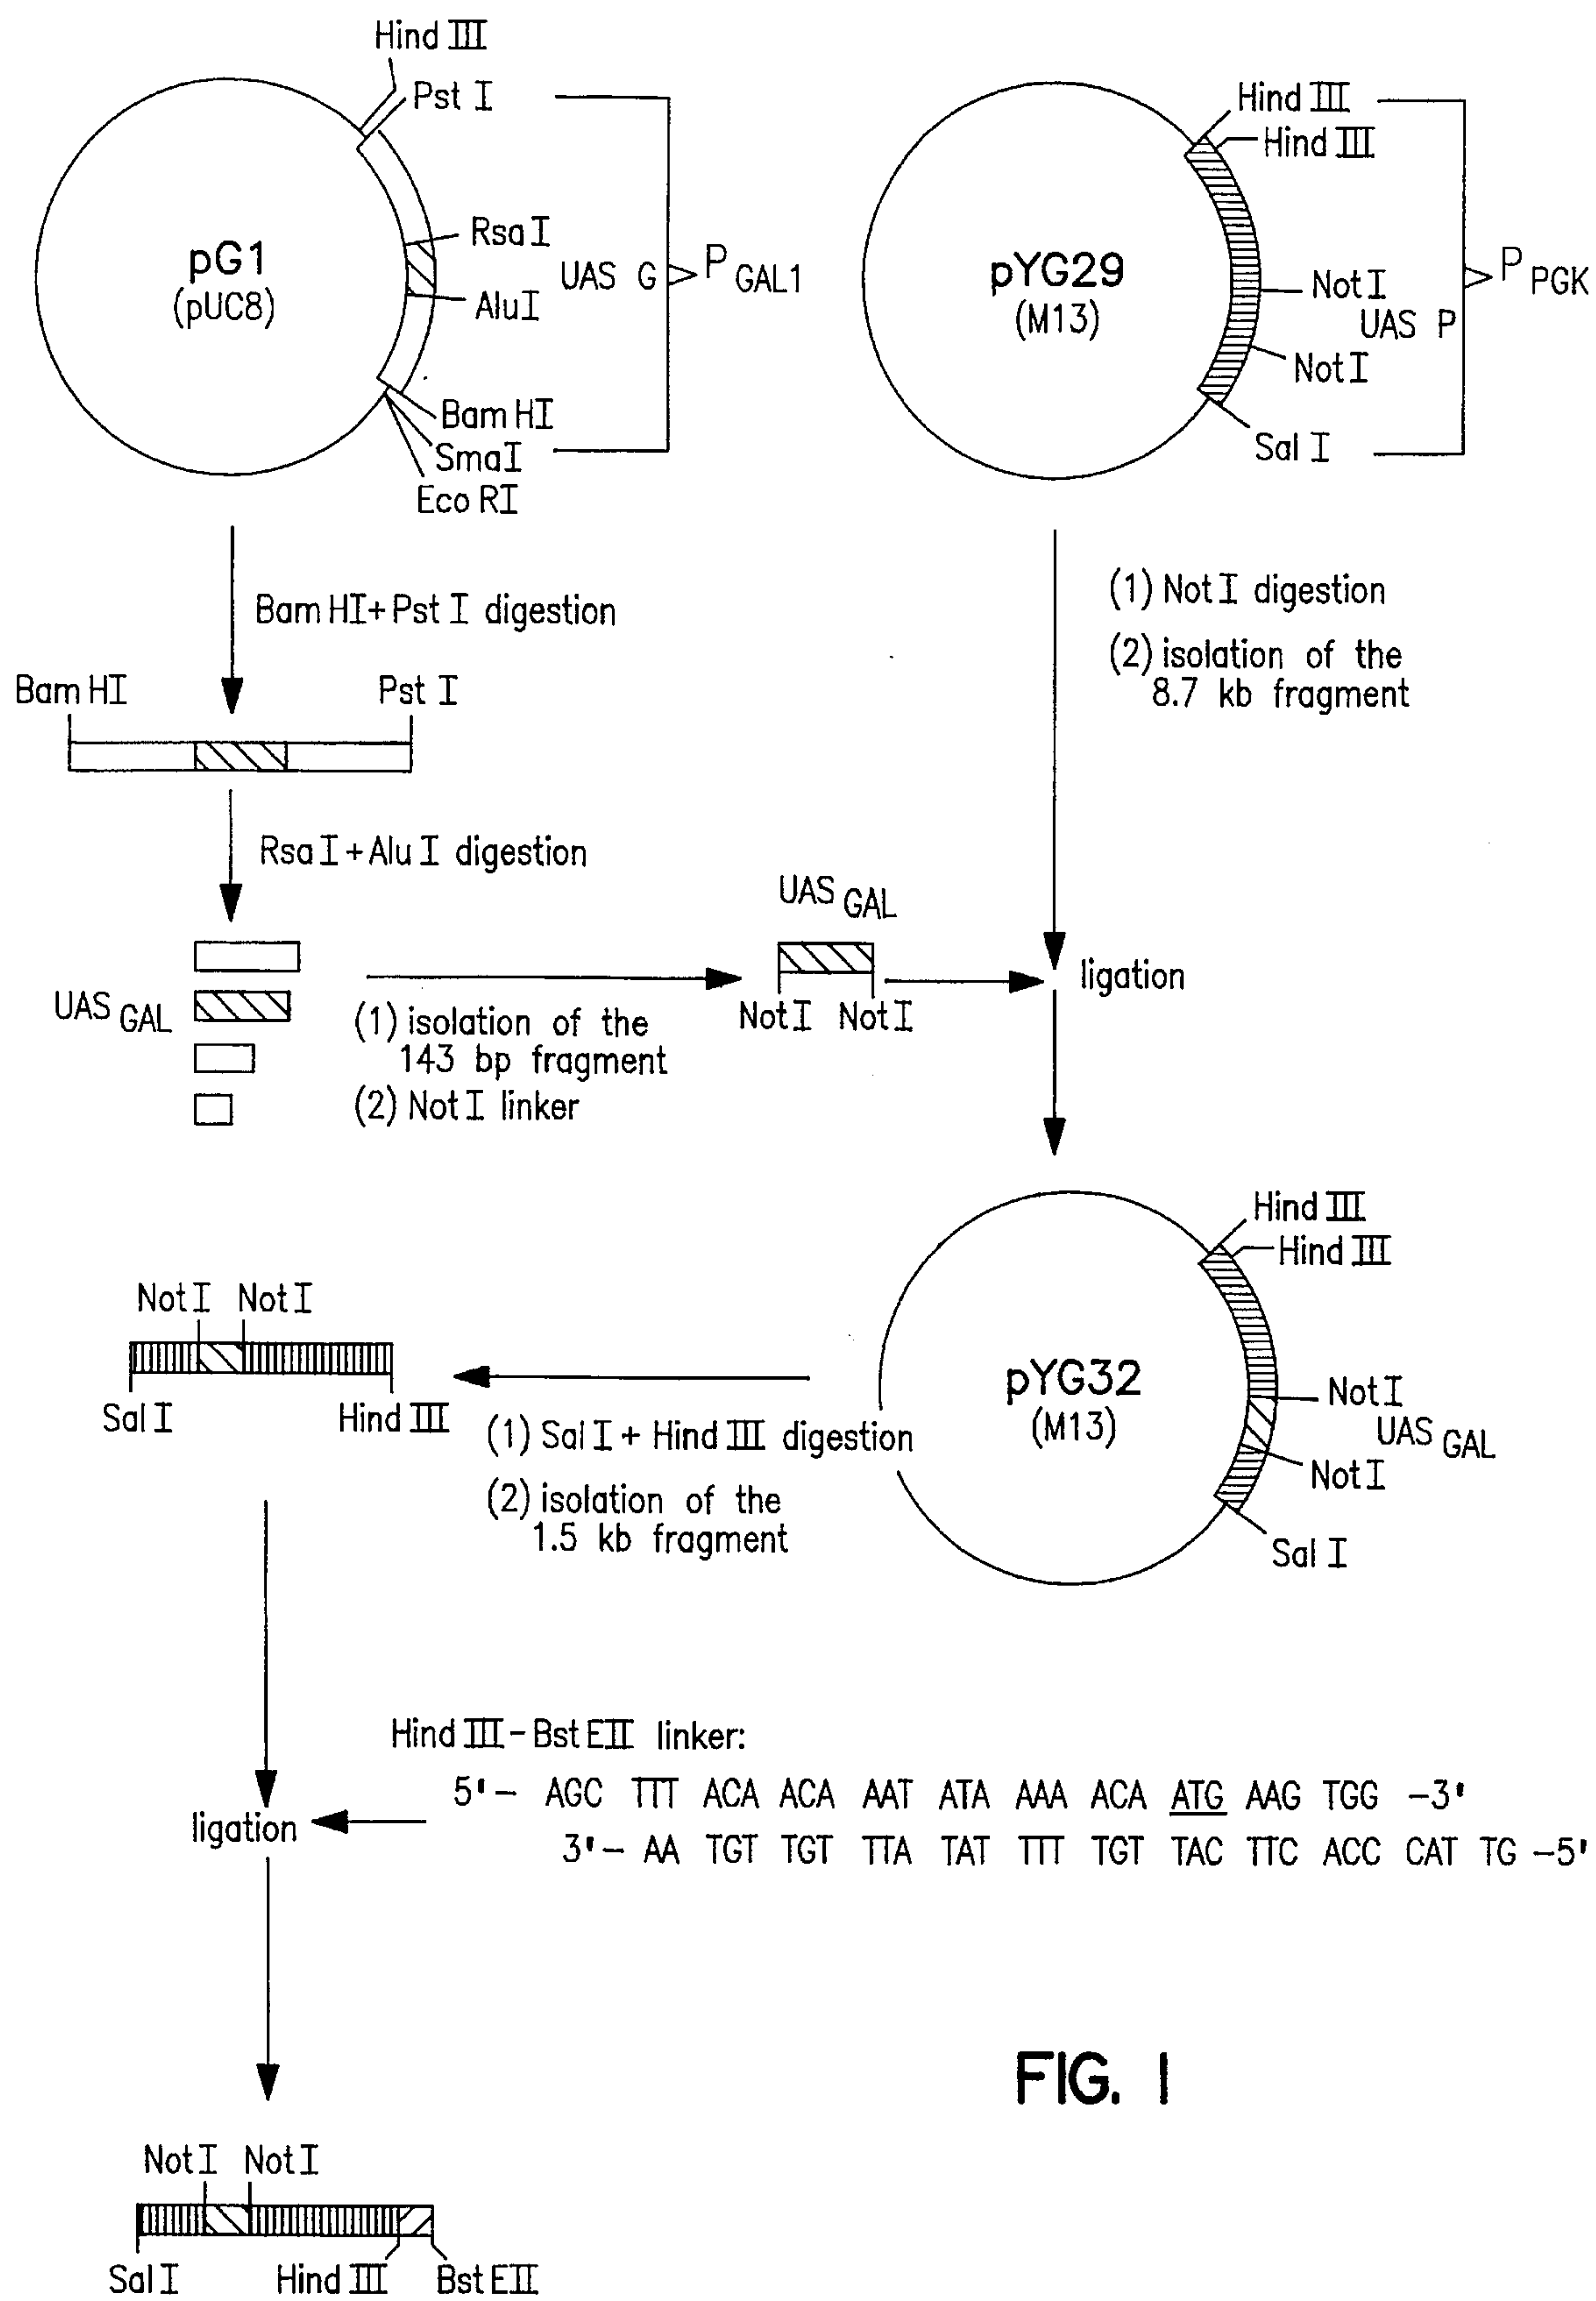 Hind III
Pst I
Rsa I
pG1
(pUC8)
UAS G
P GAL1
Alu I
Bam HI
Sma I
Eco RI
Hind III
Hind III
pYG29
(M13)
Not I
UAS P
P PGK
Not I
Sal I
Bam HI+Pst I digestion
(1) Not I digestion
(2) isolation of the
8.7 kb fragment
Bam HI
Pst I
Rsa I+Alu I digestion
UAS GAL
UAS GAL
(1) isolation of the
143 bp fragment
(2) Not I linker
Not I Not I
ligation
Hind III
Hind III
pYG32
(M13)
Not I
UAS GAL
Not I
Sal I
Not I Not I
Sal I
Hind III
(1) Sal I+ Hind III digestion
(2) isolation of the
1.5 kb fragment
Hind III-Bst EII linker:
5'- AGC TTT ACA ACA AAT ATA AAA ACA ATG AAG TGG -3'
3'- AA TGT TGT TTA TAT TTT TGT TAC TTC ACC CAT TG -5'
ligation
FIG. 1
Not I Not I
Sal I
Hind III
Bst EII